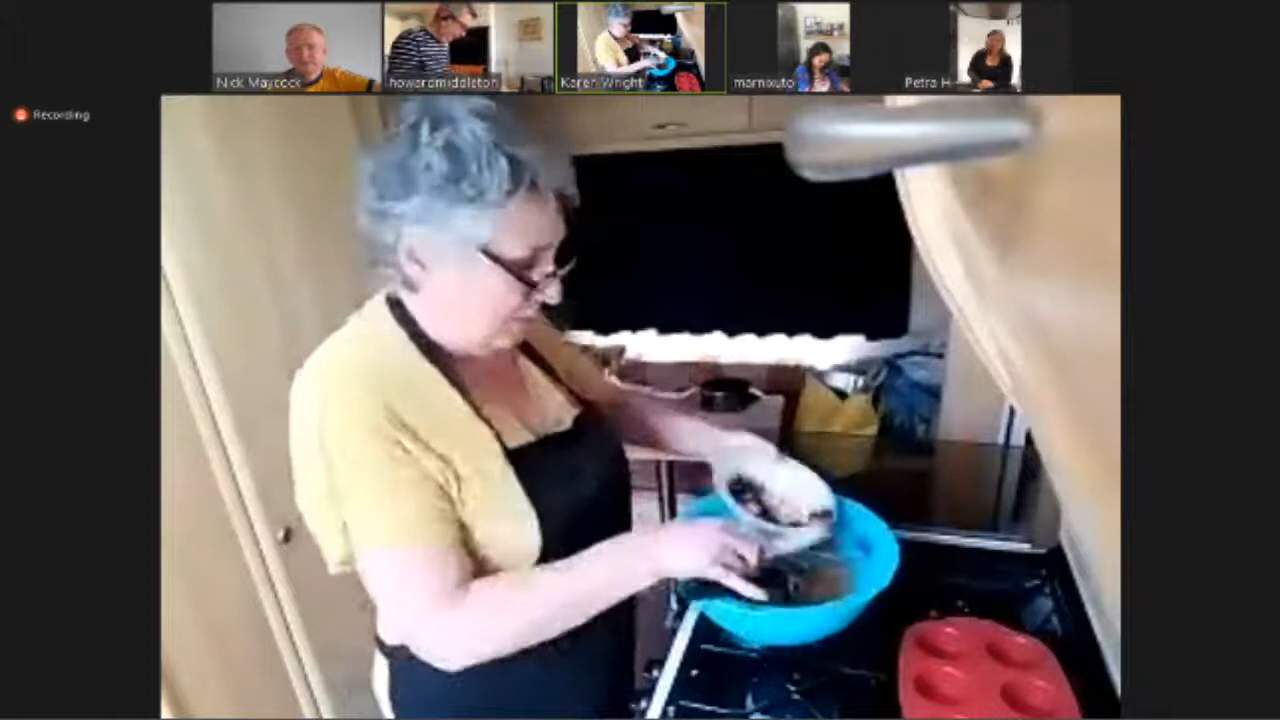 Nick Maycock
howardmiddleton
Karen Wright
marnixuto
Petra H
Recording